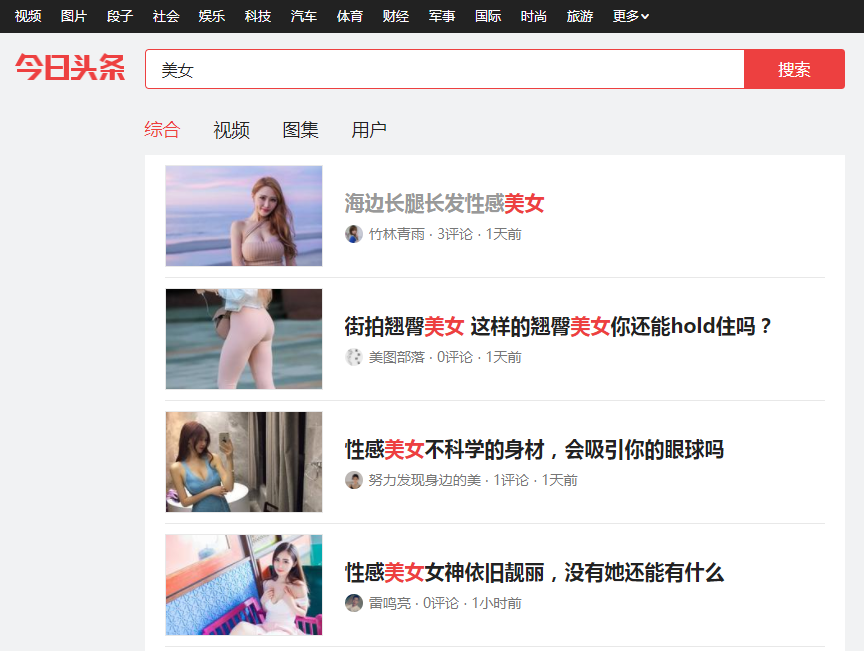 视频 图片 段子 社会 娱乐 科技 汽车 体育 财经 军事 国际 时尚 旅游 更多
今日头条 美女 搜索
综合 视频 图集 用户
海边长腿长发性感美女
竹林青雨 · 3评论 · 1天前
街拍翘臀美女 这样的翘臀美女你还能hold住吗？
美图部落 · 0评论 · 1天前
性感美女不科学的身材，会吸引你的眼球吗
努力发现身边的美 · 1评论 · 1天前
性感美女女神依旧靓丽，没有她还能有什么
雷鸣亮 · 0评论 · 1小时前